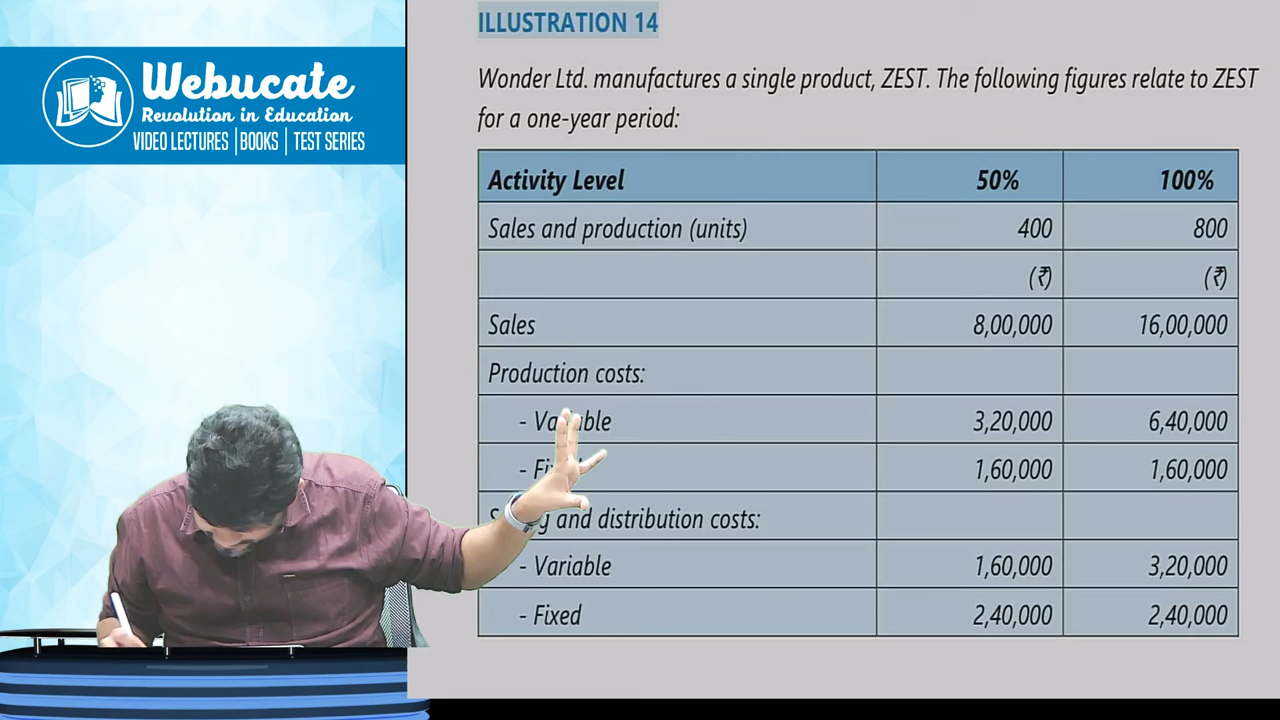 Webucate
Revolution in Education
VIDEO LECTURES | BOOKS | TEST SERIES
ILLUSTRATION 14
Wonder Ltd. manufactures a single product, ZEST. The following figures relate to ZEST
for a one-year period:
Activity Level 50% 100%
Sales and production (units) 400 800
(₹) (₹)
Sales 8,00,000 16,00,000
Production costs:
- 3,20,000 6,40,000
- 1,60,000 1,60,000
and distribution costs:
- Variable 1,60,000 3,20,000
- Fixed 2,40,000 2,40,000